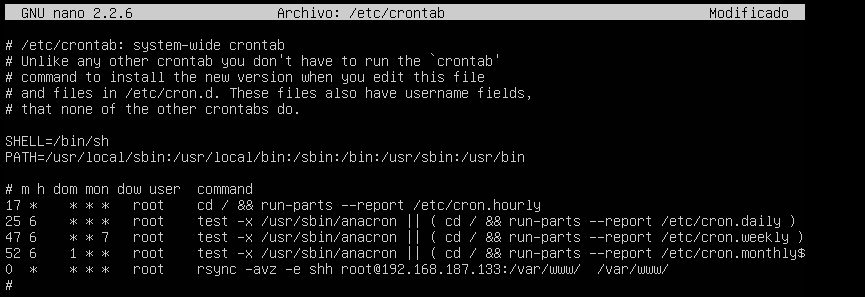 GNU nano 2.2.6 Archivo: /etc/crontab Modificado
# /etc/crontab: system-wide crontab
# Unlike any other crontab you don't have to run the `crontab'
# command to install the new version when you edit this file
# and files in /etc/cron.d. These files also have username fields,
# that none of the other crontabs do.
SHELL=/bin/sh
PATH=/usr/local/sbin:/usr/local/bin:/sbin:/bin:/usr/sbin:/usr/bin
# m h dom mon dow user command
17 * * * * root cd / && run-parts --report /etc/cron.hourly
25 6 * * * root test -x /usr/sbin/anacron || ( cd / && run-parts --report /etc/cron.daily )
47 6 * * 7 root test -x /usr/sbin/anacron || ( cd / && run-parts --report /etc/cron.weekly )
52 6 1 * * root test -x /usr/sbin/anacron || ( cd / && run-parts --report /etc/cron.monthly$
0 * * * * root rsync -avz -e shh root@192.168.187.133:/var/www/ /var/www/
#